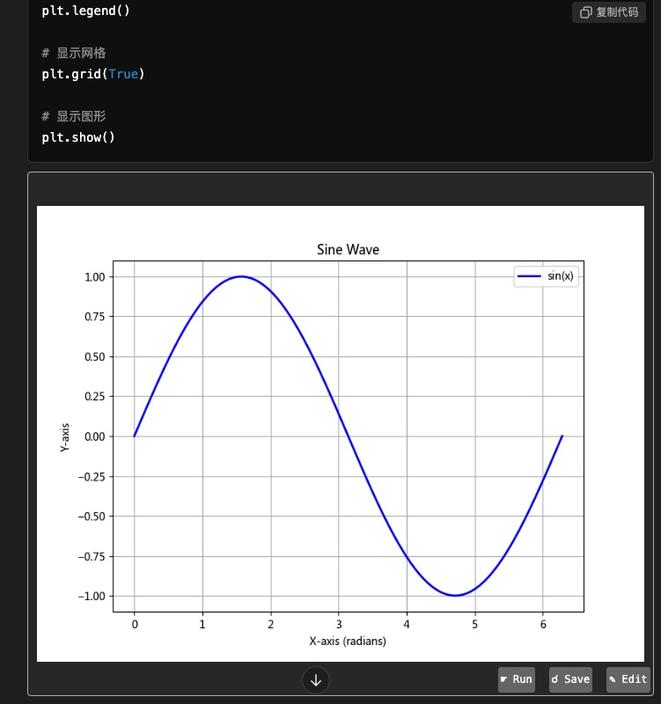 plt.legend()
复制代码
# 显示网格
plt.grid(True)
# 显示图形
plt.show()
Sine Wave
sin(x)
1.00
0.75
0.50
0.25
0.00
−0.25
−0.50
−0.75
−1.00
Y-axis
0 1 2 3 4 5 6
X-axis (radians)
Run Save Edit